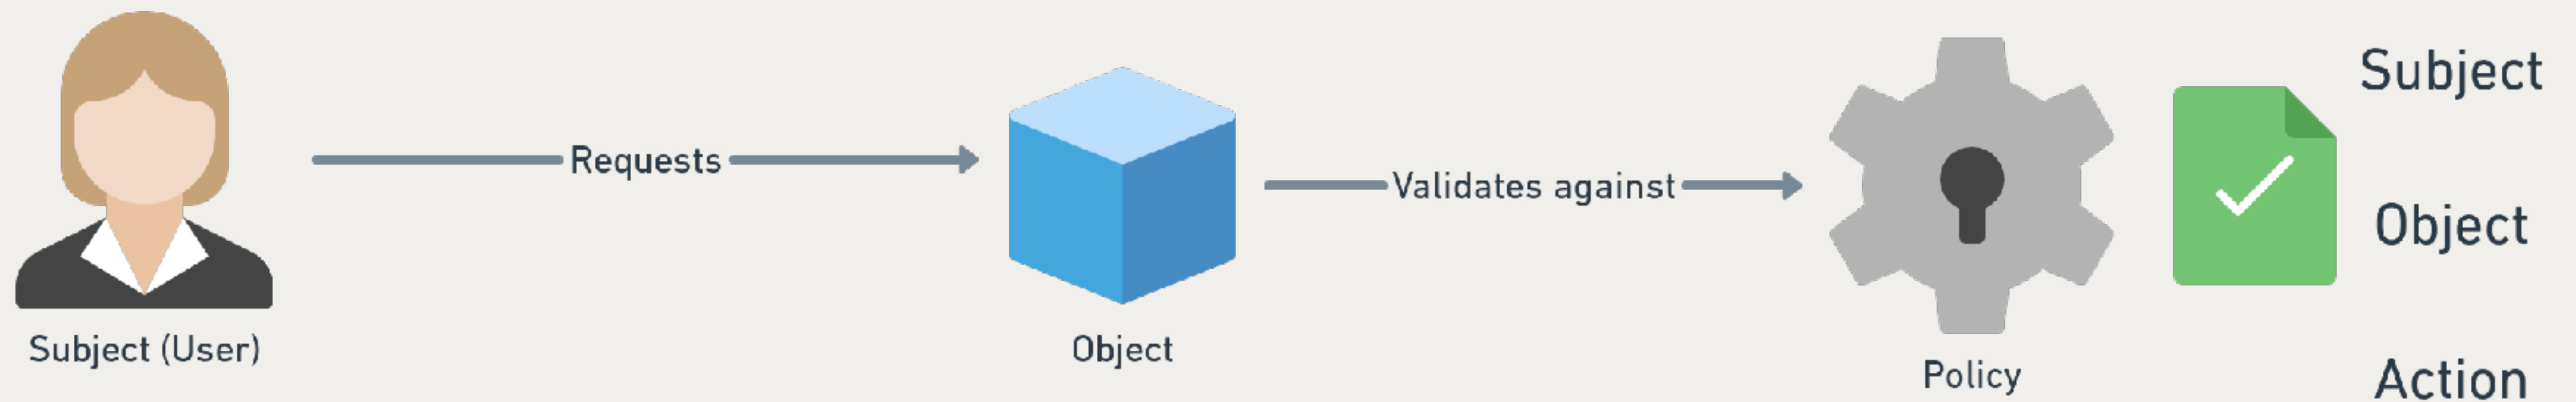 Subject (User)
Requests
Object
Validates against
Policy
Subject
Object
Action